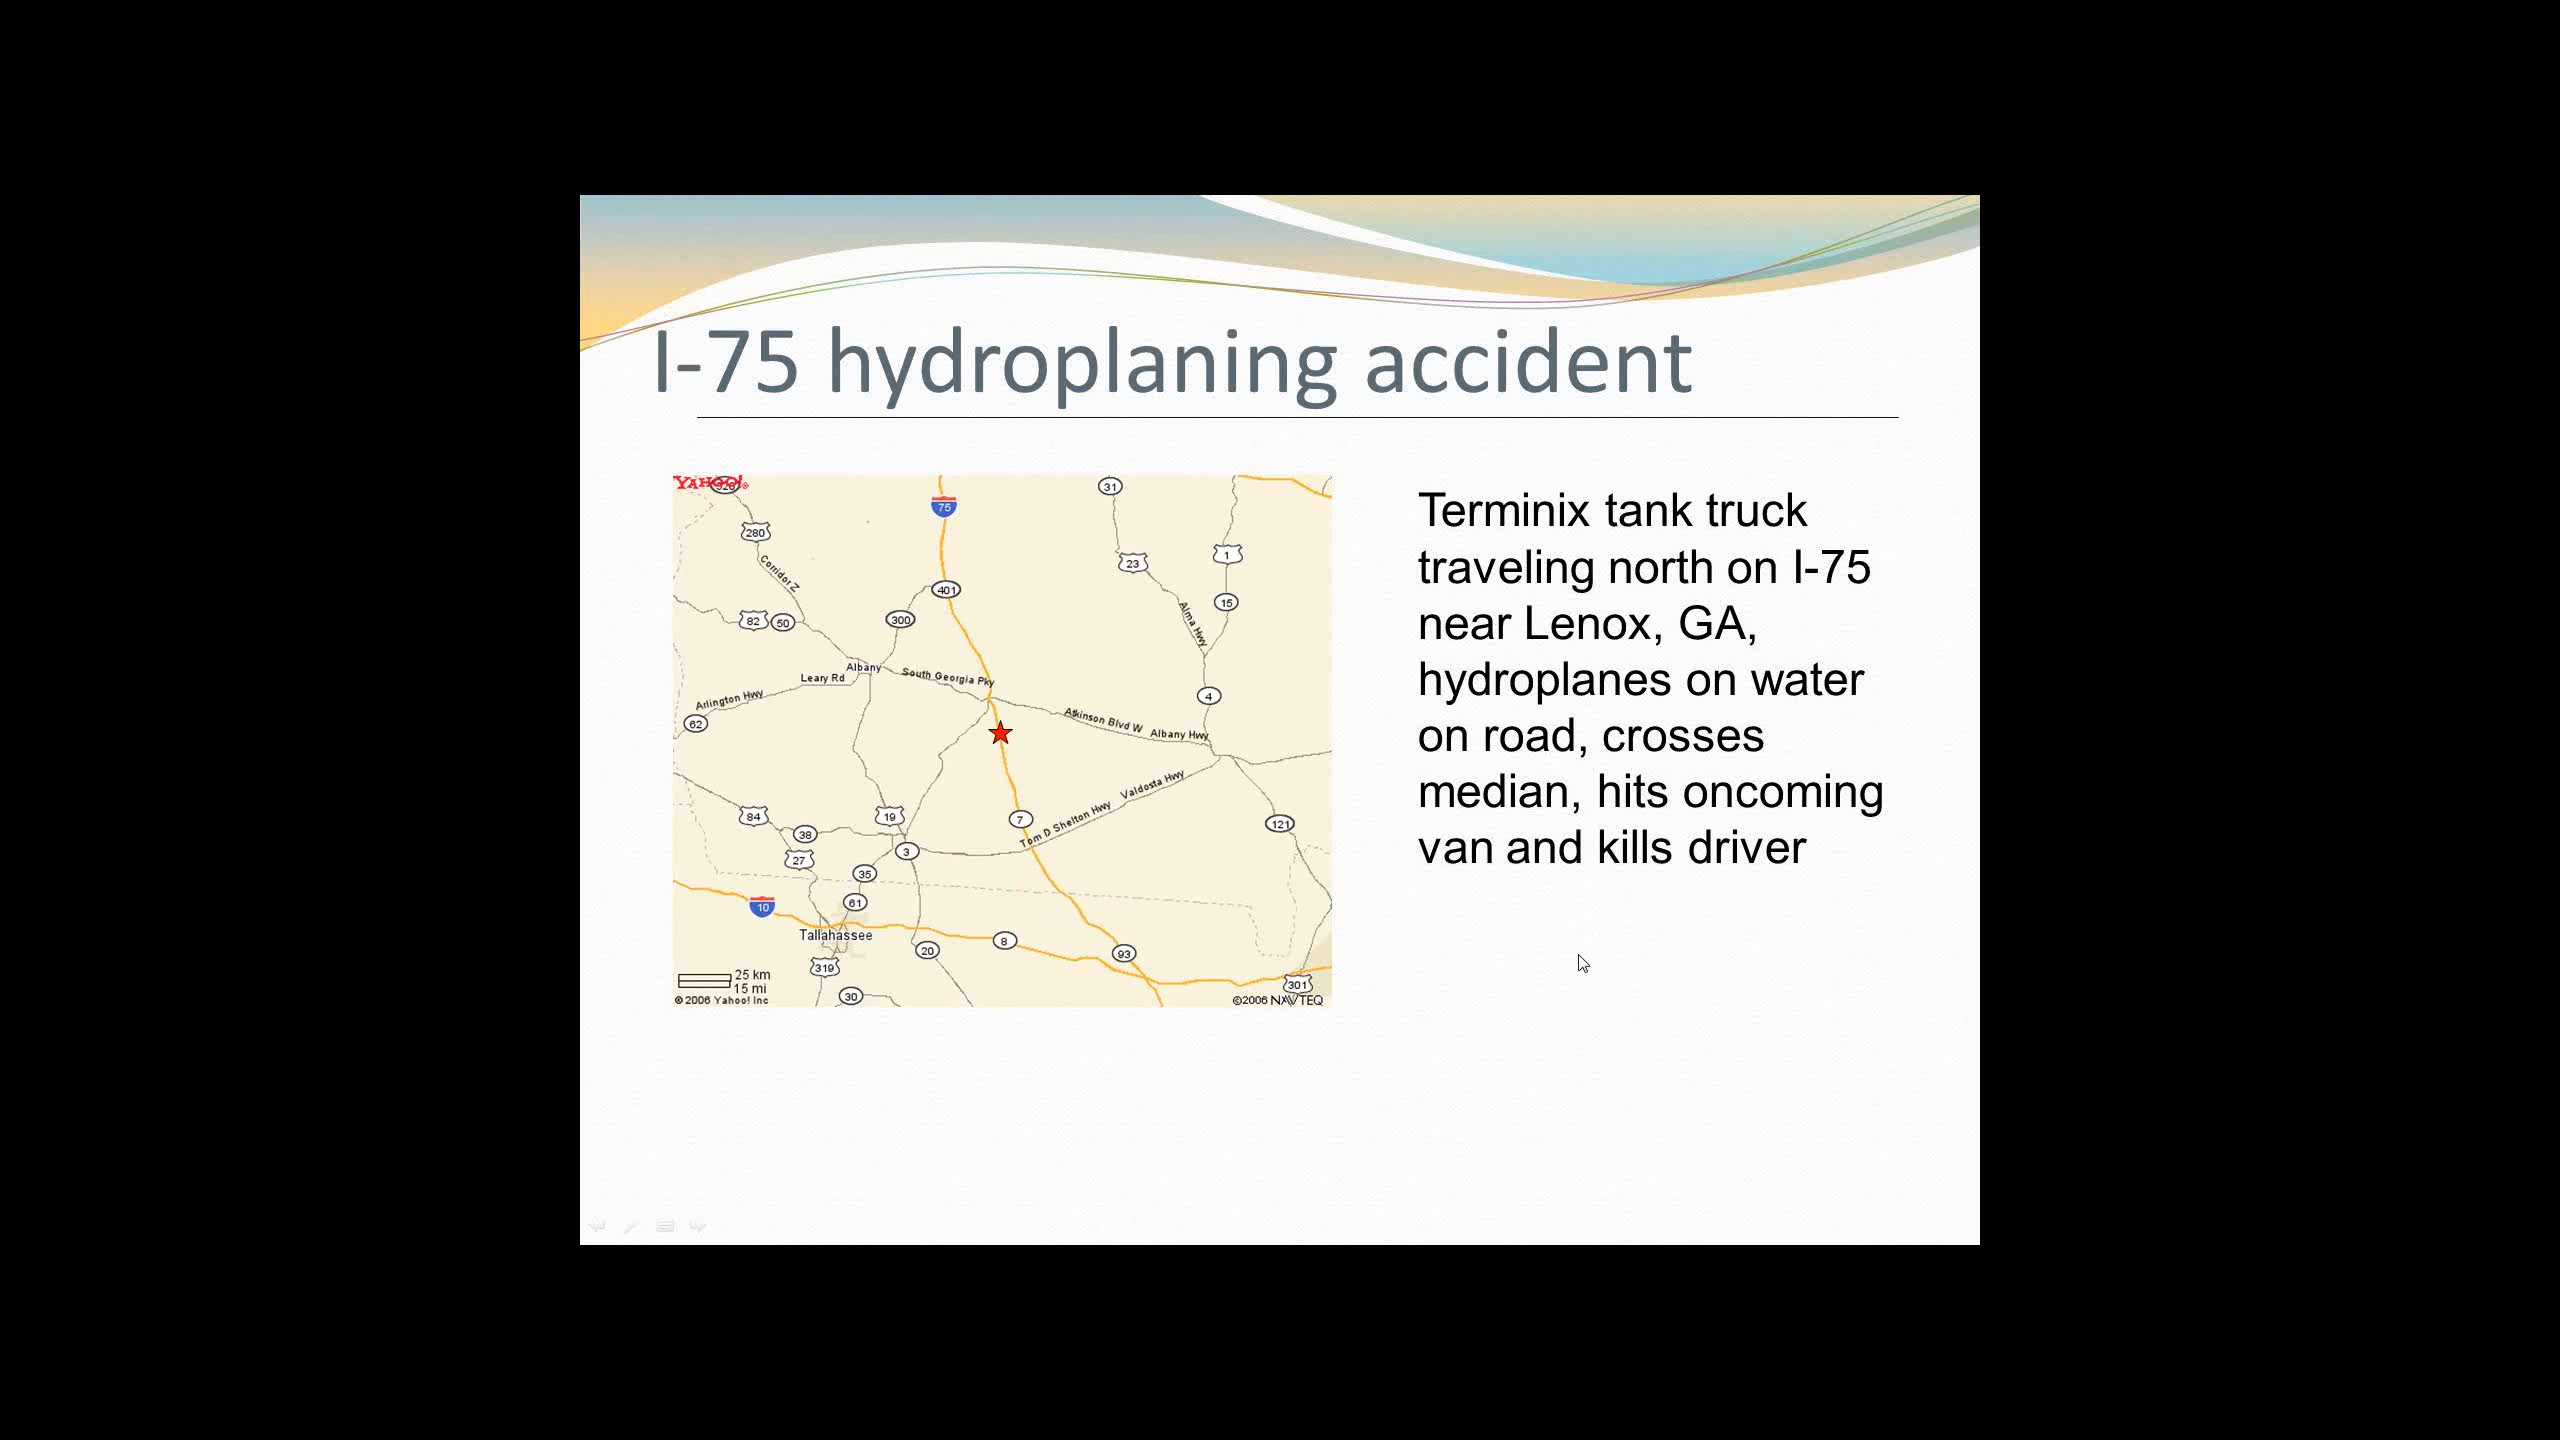 I-75 hydroplaning accident
YAHOO!
75
31
280
Corridor Z
23
1
401
15
300
82
50
Alma Hwy
Albany
South Georgia Pky
Leary Rd
Arlington Hwy
62
4
Atkinson Blvd W
Albany Hwy
Valdosta Hwy
Tom D Shelton Hwy
84
19
7
121
38
3
27
35
61
10
Tallahassee
8
20
93
319
301
30
25 km
15 mi
©2006 Yahoo! Inc
©2006 NAVTEQ
Terminix tank truck
traveling north on I-75
near Lenox, GA,
hydroplanes on water
on road, crosses
median, hits oncoming
van and kills driver